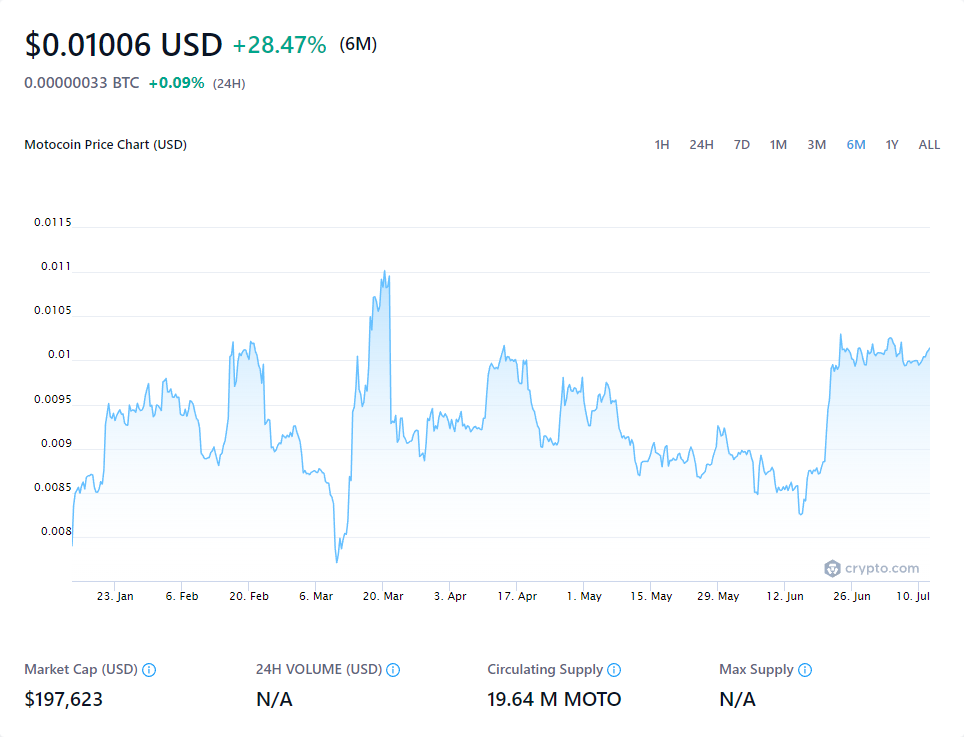 $0.01006 USD +28.47% (6M)
0.00000033 BTC +0.09% (24H)
Motocoin Price Chart (USD) 1H 24H 7D 1M 3M 6M 1Y ALL
0.0115
0.011
0.0105
0.01
0.0095
0.009
0.0085
0.008
crypto.com
23. Jan 6. Feb 20. Feb 6. Mar 20. Mar 3. Apr 17. Apr 1. May 15. May 29. May 12. Jun 26. Jun 10. Jul
Market Cap (USD) 24H VOLUME (USD) Circulating Supply Max Supply
$197,623 N/A 19.64 M MOTO N/A